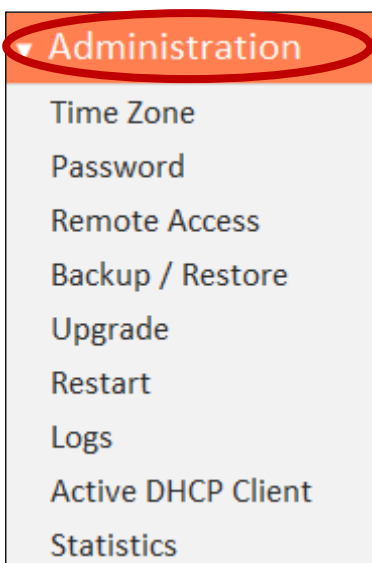 Administration
Time Zone
Password
Remote Access
Backup / Restore
Upgrade
Restart
Logs
Active DHCP Client
Statistics